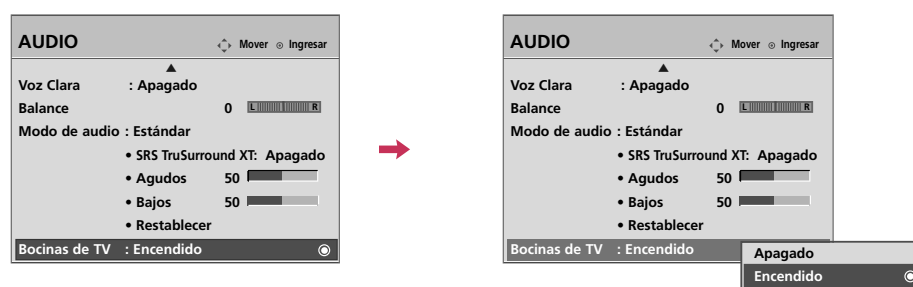 AUDIO
Mover
Ingresar
Voz Clara : Apagado
Balance 0 L R
Modo de audio : Estándar
• SRS TruSurround XT: Apagado
• Agudos 50
• Bajos 50
• Restablecer
Bocinas de TV : Encendido
AUDIO
Mover
Ingresar
Voz Clara : Apagado
Balance 0 L R
Modo de audio : Estándar
• SRS TruSurround XT: Apagado
• Agudos 50
• Bajos 50
• Restablecer
Bocinas de TV : Encendido
Apagado
Encendido